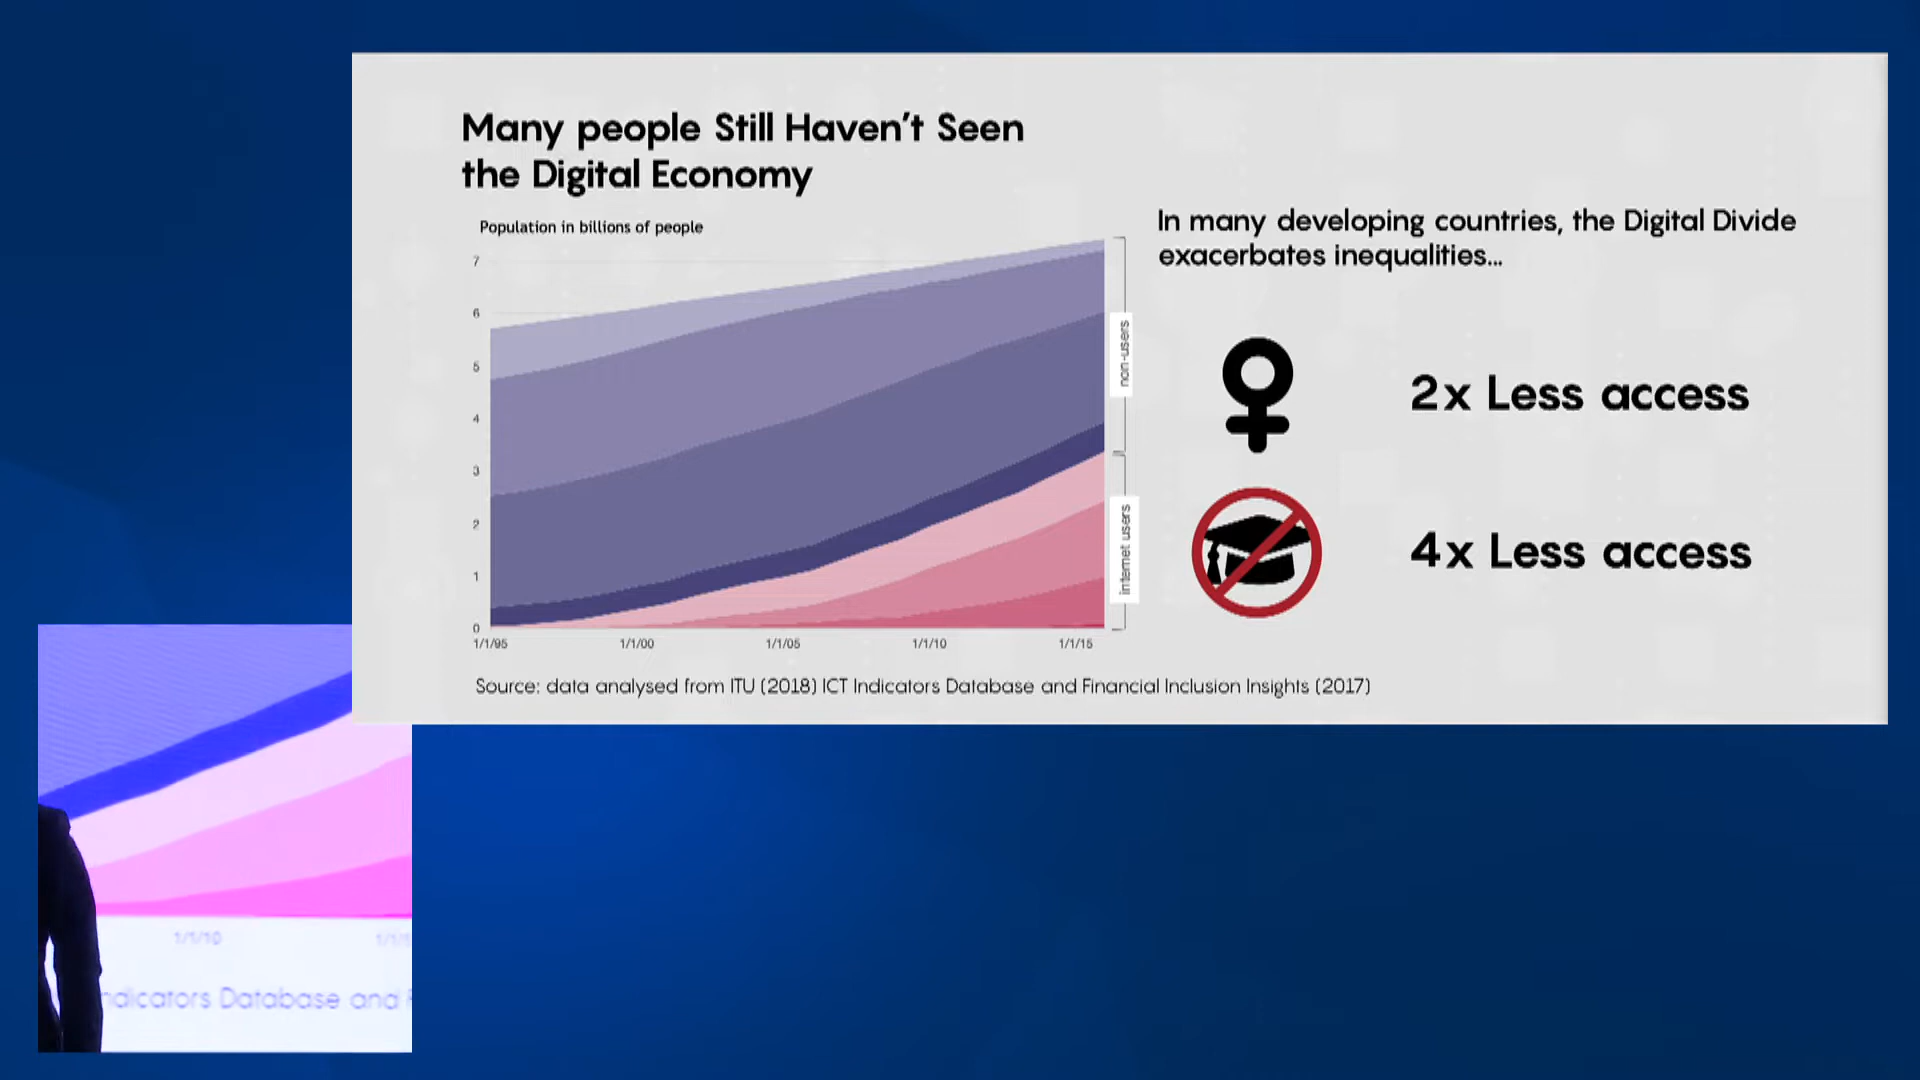 Many people Still Haven't Seen
the Digital Economy
Population in billions of people
7
6
5
4
3
2
1
0
1/1/95
1/1/00
1/1/05
1/1/10
1/1/15
non-users
internet users
In many developing countries, the Digital Divide
exacerbates inequalities...
2x Less access
4x Less access
Source: data analysed from ITU (2018) ICT Indicators Database and Financial Inclusion Insights (2017)
1/1/10
Database and